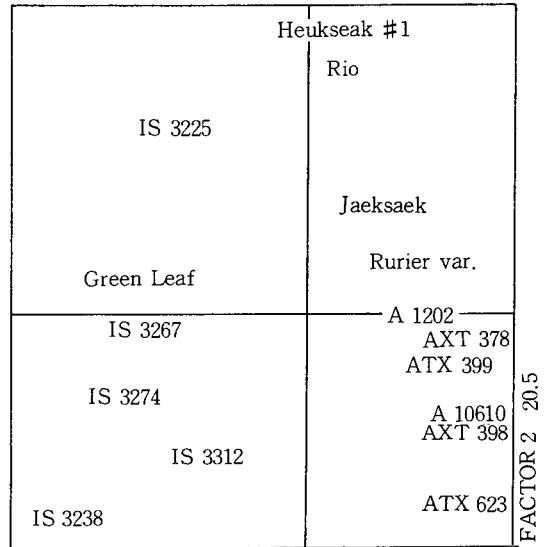 Heukseak #1
Rio
IS 3225
Jaeksaek
Rurier var.
Green Leaf
A 1202
IS 3267
AXT 378
ATX 399
IS 3274
A 10610
AXT 398
IS 3312
ATX 623
IS 3238
FACTOR 2 20.5